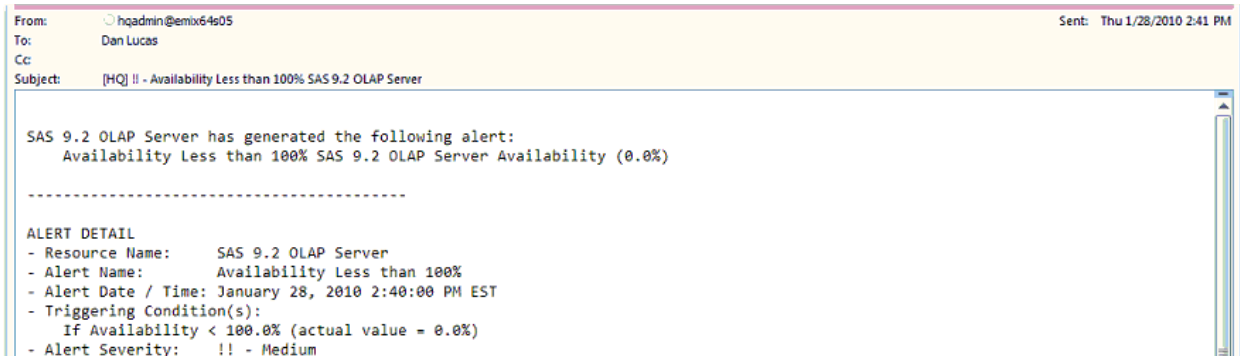 From: hqadmin@emix64s05 Sent: Thu 1/28/2010 2:41 PM
To: Dan Lucas
Cc:
Subject: [HQ] !! - Availability Less than 100% SAS 9.2 OLAP Server
SAS 9.2 OLAP Server has generated the following alert:
Availability Less than 100% SAS 9.2 OLAP Server Availability (0.0%)
------------------------------------------
ALERT DETAIL
- Resource Name: SAS 9.2 OLAP Server
- Alert Name: Availability Less than 100%
- Alert Date / Time: January 28, 2010 2:40:00 PM EST
- Triggering Condition(s):
If Availability < 100.0% (actual value = 0.0%)
- Alert Severity: !! - Medium